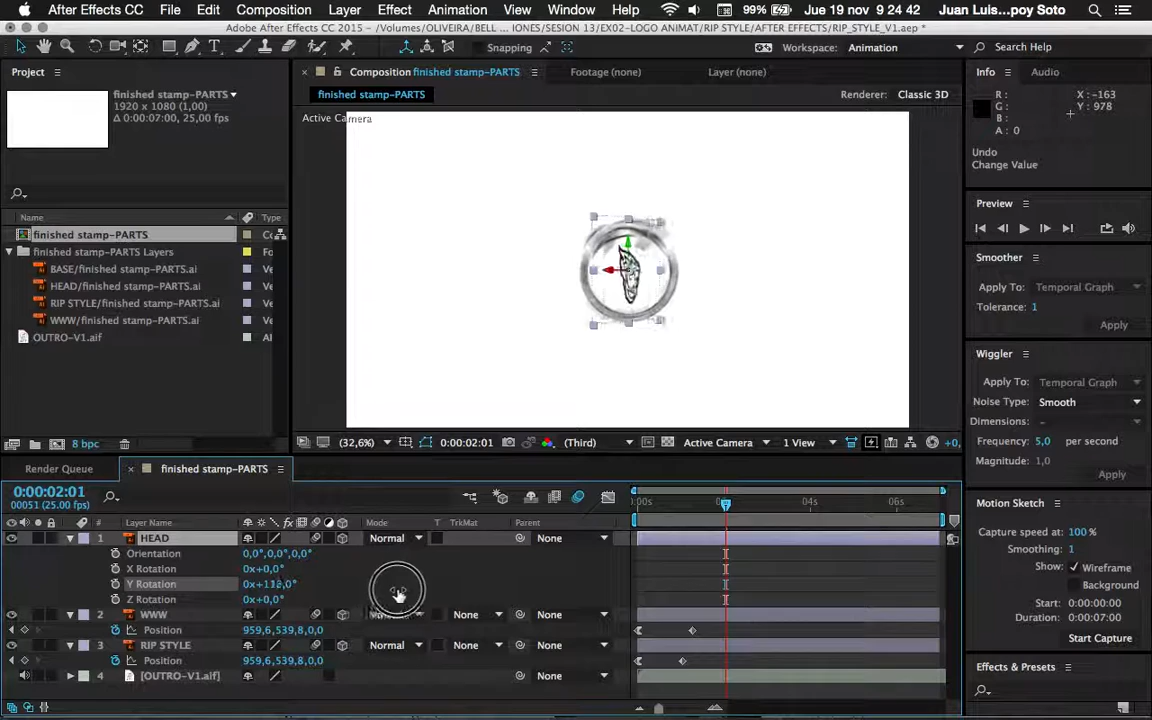 After Effects CC File Edit Composition Layer Effect Animation View Window Help 99% Jue 19 nov 9:24:42 Juan Luis...poy Soto
/Volumes/OLIVEIRA/BELL ...IONES/SESION 13/EX02-LOGO ANIMAT/RIP STYLE/AFTER EFFECTS/RIP_STYLE_V1.aep *
Snapping Workspace: Animation Search Help
Project
finished stamp-PARTS
1920 x 1080 (1,00)
Δ 0:00:07:00, 25,00 fps
Name Type
finished stamp-PARTS
finished stamp-PARTS Layers
BASE/finished stamp-PARTS.ai
HEAD/finished stamp-PARTS.ai
RIP STYLE/finished stamp-PARTS.ai
WWW/finished stamp-PARTS.ai
OUTRO-V1.aif
8 bpc
Composition finished stamp-PARTS Footage (none) Layer (none)
finished stamp-PARTS Renderer: Classic 3D
Active Camera
(32,6%) 0:00:02:01 (Third) Active Camera 1 View +0,
Info Audio
R :
G :
B :
A : 0
X : -163
Y : 978
Undo
Change Value
Preview
Smoother
Apply To: Temporal Graph
Tolerance: 1
Apply
Wiggler
Apply To: Temporal Graph
Noise Type: Smooth
Dimensions: -
Frequency: 5,0 per second
Magnitude: 1,0
Apply
Motion Sketch
Capture speed at: 100 %
Smoothing: 1
Show: Wireframe
Background
Start: 0:00:00:00
Duration: 0:00:07:00
Start Capture
Effects & Presets
Render Queue finished stamp-PARTS
0:00:02:01
00051 (25.00 fps)
:00s 04s 06s
# Layer Name Mode T TrkMat Parent
1 HEAD Normal None
Orientation 0,0°,0,0°,0,0°
X Rotation 0x+0,0°
Y Rotation
Z Rotation 0x+0,0°
2 WWW None None
Position 959,6,539,8,0,0
3 RIP STYLE Normal None None
Position 959,6,539,8,0,0
4 [OUTRO-V1.aif] None